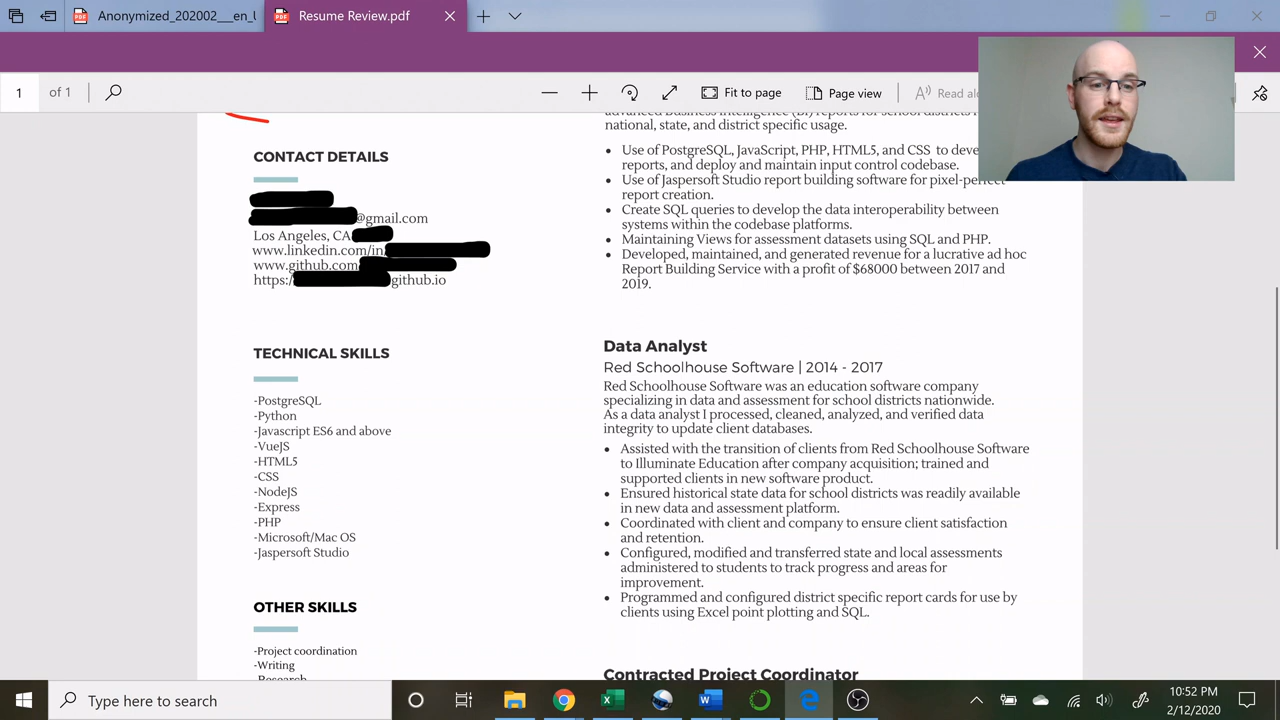 Anonymized_202002__en_
Resume Review.pdf
1
of 1
Fit to page
Page view
Read
CONTACT DETAILS
@gmail.com
Los Angeles, CA
www.linkedin.com/in
www.github.com
https:/
github.io
TECHNICAL SKILLS
-PostgreSQL
-Python
-Javascript ES6 and above
-VueJS
-HTML5
-CSS
-NodeJS
-Express
-PHP
-Microsoft/Mac OS
-Jaspersoft Studio
OTHER SKILLS
-Project coordination
-Writing
-Research
advanced Business Intelligence (BI) reports for school districts
national, state, and district specific usage.
• Use of PostgreSQL, JavaScript, PHP, HTML5, and CSS to
reports, and deploy and maintain input control codebase.
• Use of Jaspersoft Studio report building software for pixel-perfect
report creation.
• Create SQL queries to develop the data interoperability between
systems within the codebase platforms.
• Maintaining Views for assessment datasets using SQL and PHP.
• Developed, maintained, and generated revenue for a lucrative ad hoc
Report Building Service with a profit of $68000 between 2017 and
2019.
Data Analyst
Red Schoolhouse Software | 2014 - 2017
Red Schoolhouse Software was an education software company
specializing in data and assessment for school districts nationwide.
As a data analyst I processed, cleaned, analyzed, and verified data
integrity to update client databases.
• Assisted with the transition of clients from Red Schoolhouse Software
to Illuminate Education after company acquisition; trained and
supported clients in new software product.
• Ensured historical state data for school districts was readily available
in new data and assessment platform.
• Coordinated with client and company to ensure client satisfaction
and retention.
• Configured, modified and transferred state and local assessments
administered to students to track progress and areas for
improvement.
• Programmed and configured district specific report cards for use by
clients using Excel point plotting and SQL.
Contracted Project Coordinator
Type here to search
10:52 PM
2/12/2020